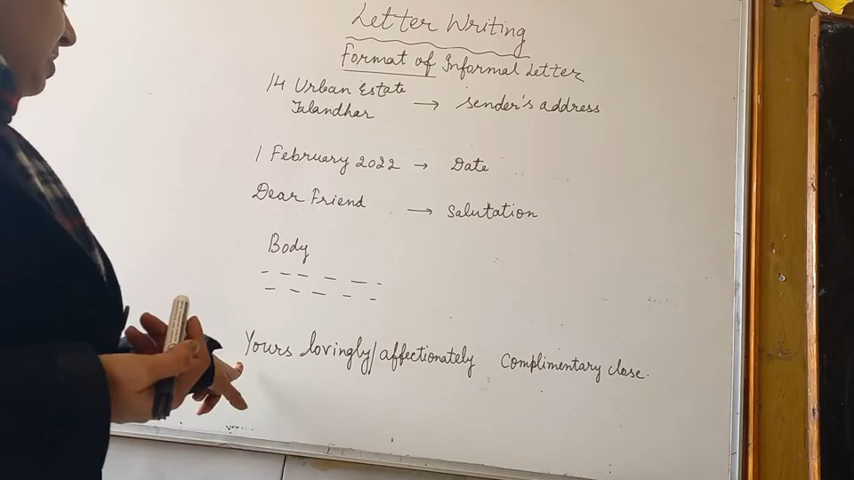 Letter Writing
Format of Informal Letter
14 Urban Estate
Jalandhar → Sender's address
1 February 2022 → Date
Dear Friend → Salutation
Body
Yours lovingly/affectionately Complimentary close.